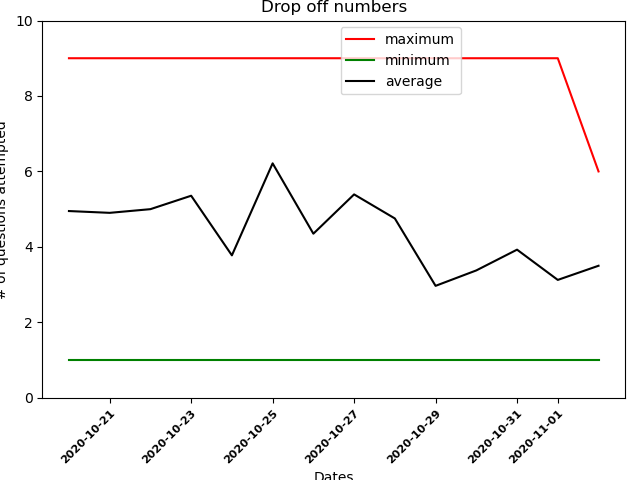 Drop off numbers
# of questions attempted
10
8
6
4
2
0
maximum
minimum
average
2020-10-21
2020-10-23
2020-10-25
2020-10-27
2020-10-29
2020-10-31
2020-11-01
Dates